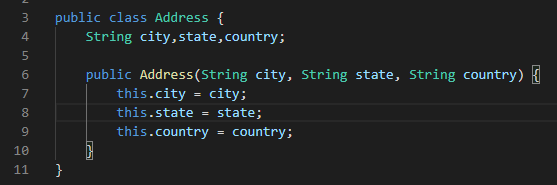 3 public class Address {
4 String city,state,country;
5
6 public Address(String city, String state, String country) {
7 this.city = city;
8 this.state = state;
9 this.country = country;
10 }
11 }